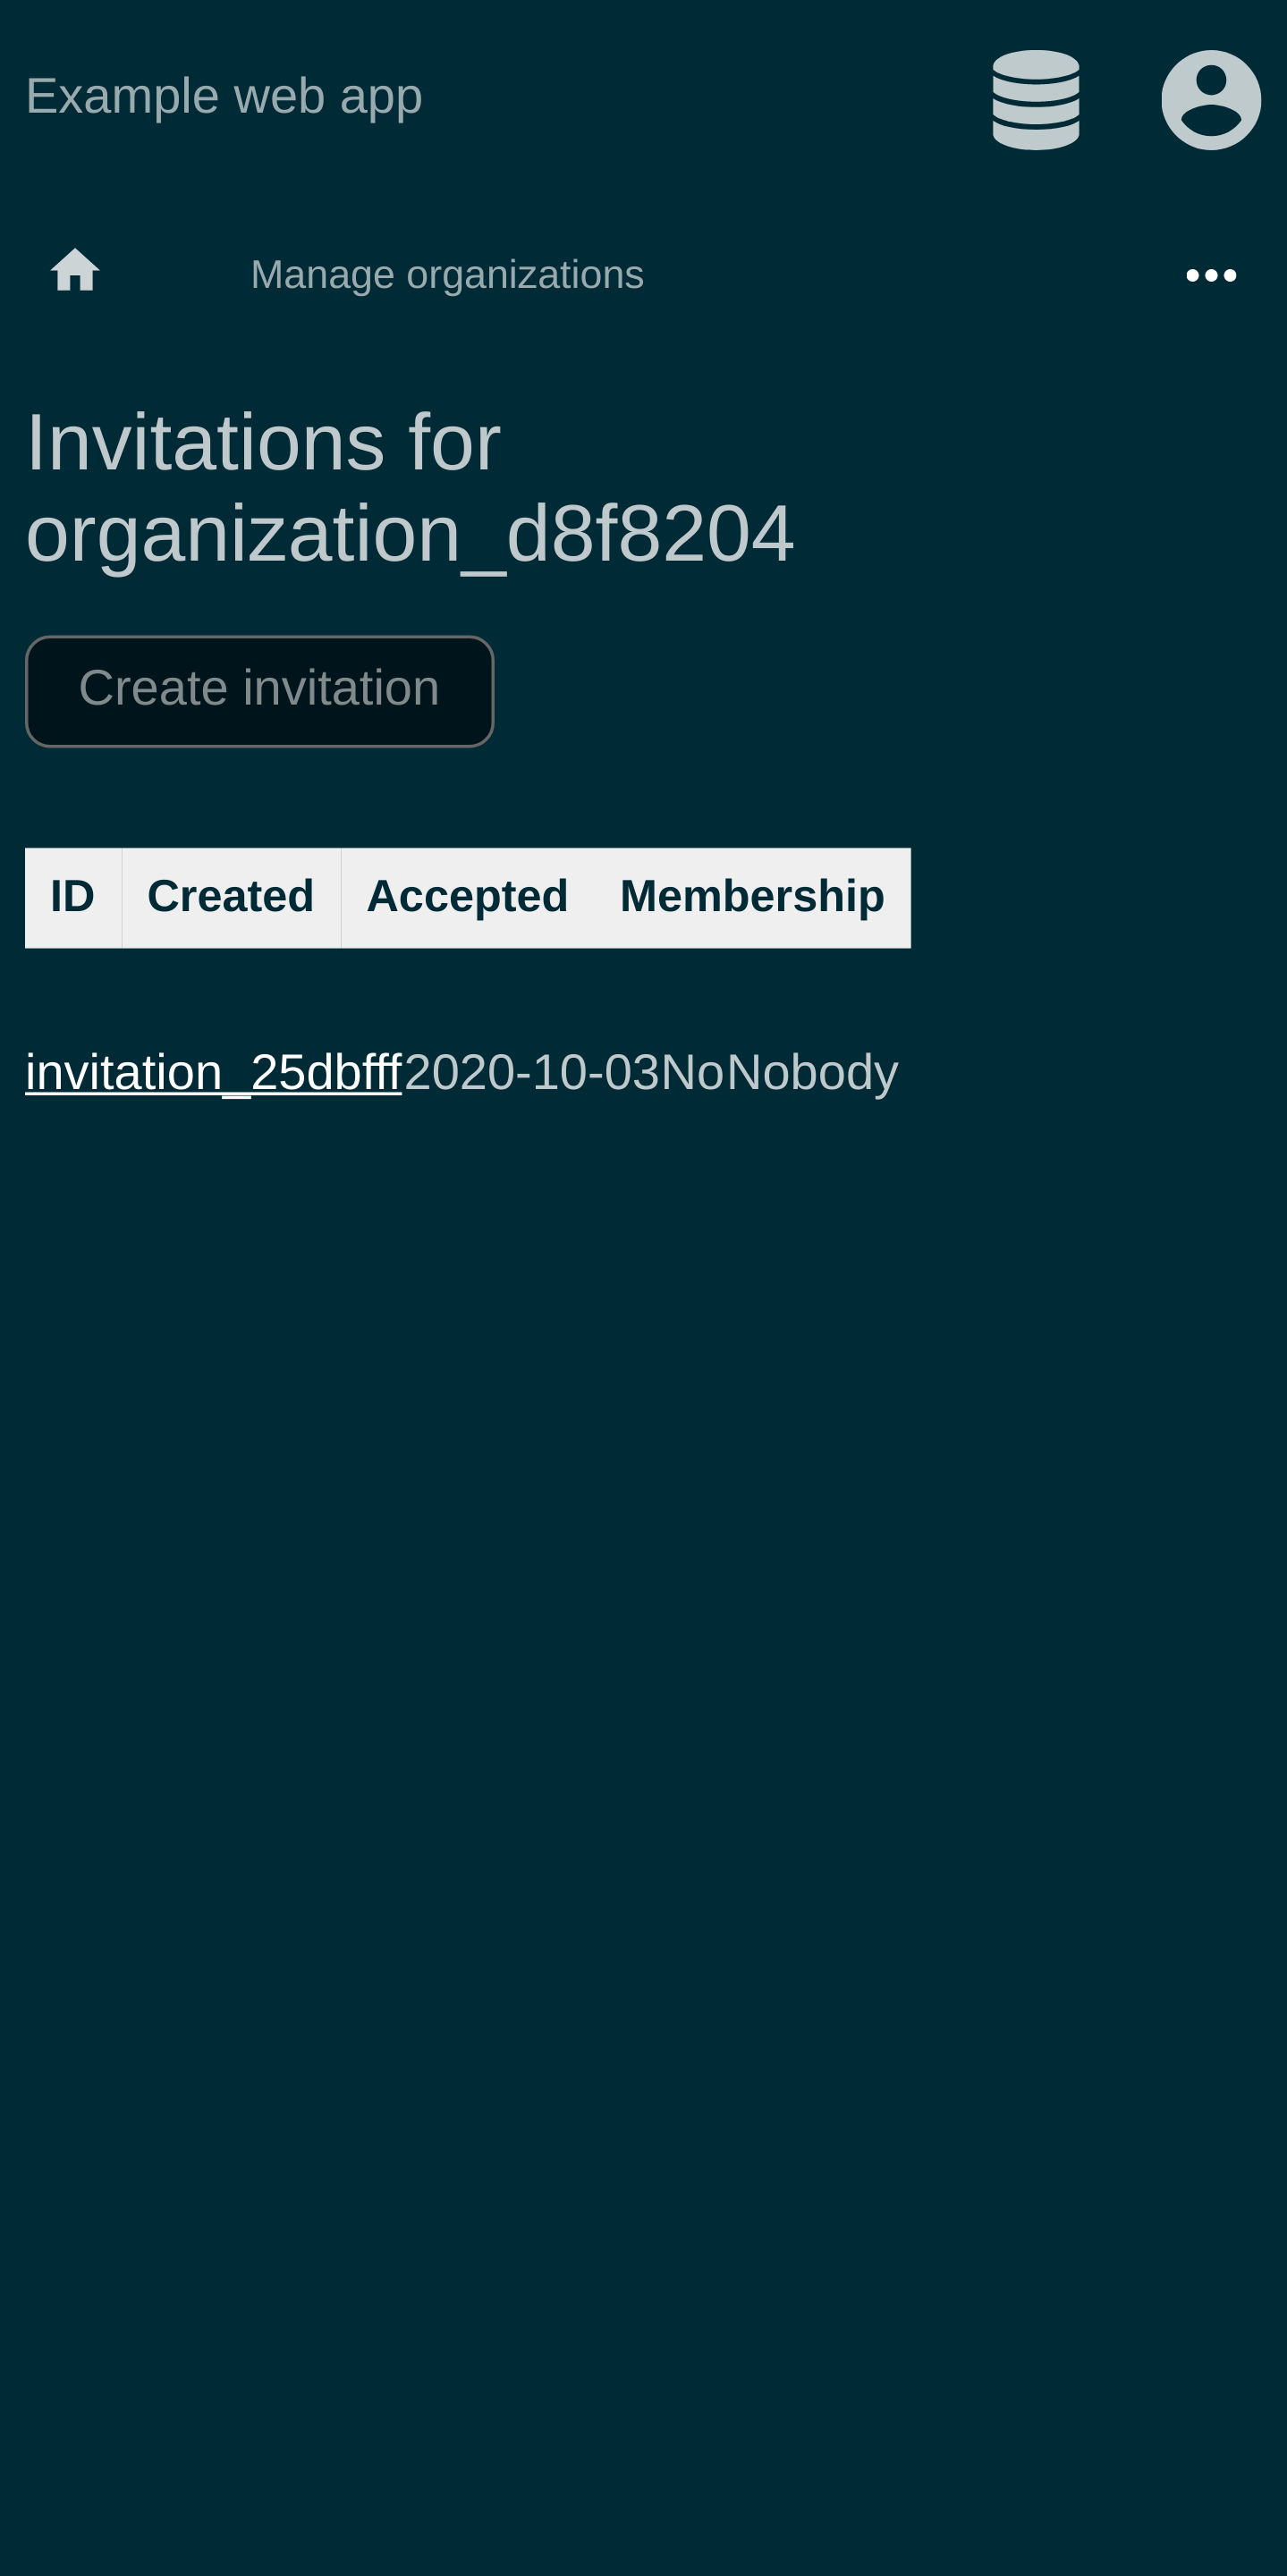 Example web app
Manage organizations
Invitations for
organization_d8f8204
Create invitation
ID Created Accepted Membership
invitation_25dbfff2020-10-03NoNobody